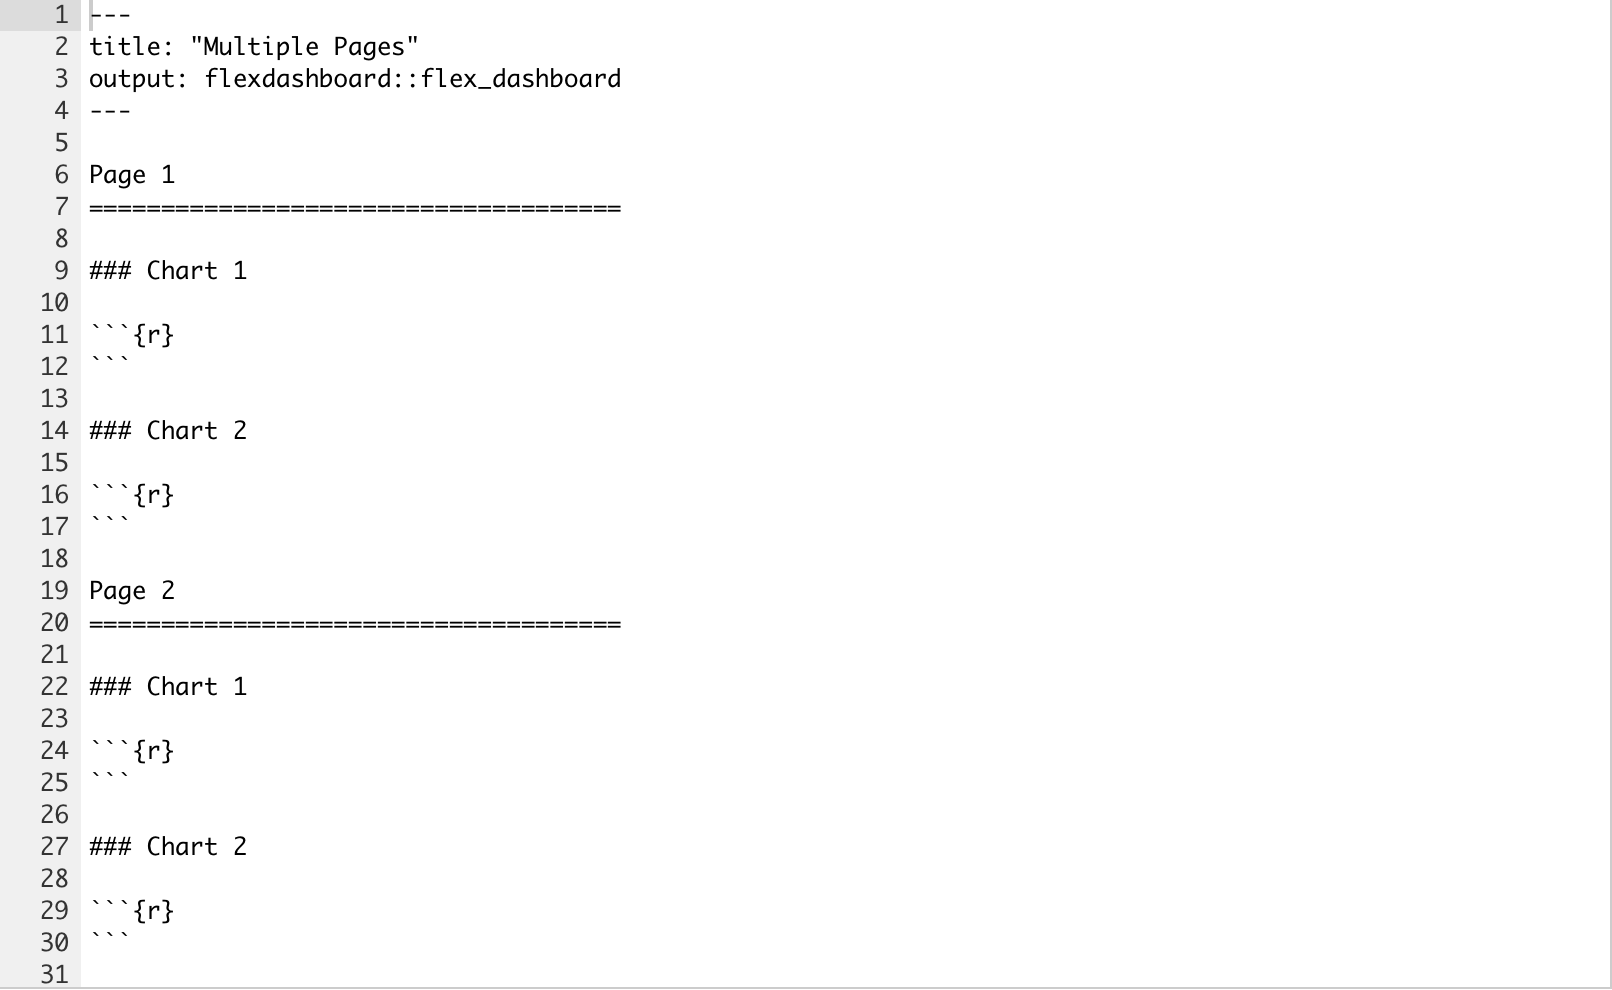 1 ---
2 title: "Multiple Pages"
3 output: flexdashboard::flex_dashboard
4 ---
5
6 Page 1
7 =====================================
8
9 ### Chart 1
10
11 ```{r}
12 ```
13
14 ### Chart 2
15
16 ```{r}
17 ```
18
19 Page 2
20 =====================================
21
22 ### Chart 1
23
24 ```{r}
25 ```
26
27 ### Chart 2
28
29 ```{r}
30 ```
31